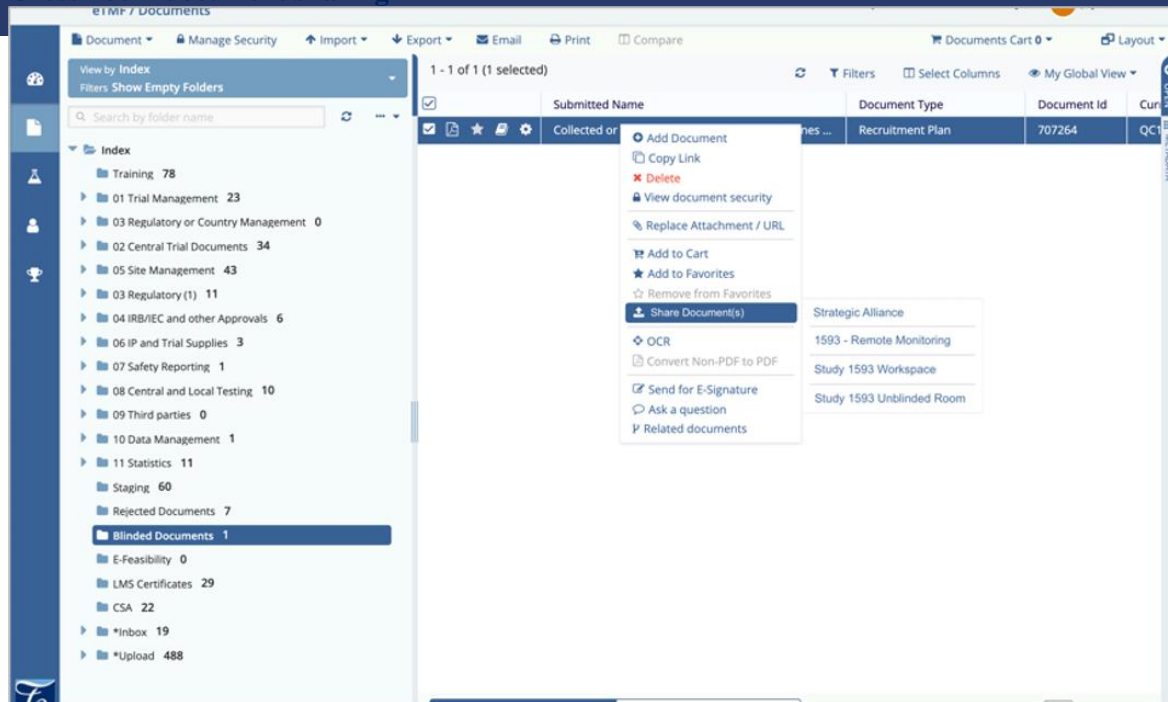 eTMF / Documents
Document Manage Security Import Export Email Print Compare Documents Cart 0 Layout
View by Index
Filters Show Empty Folders
1 - 1 of 1 (1 selected)
Filters Select Columns My Global View
Search by folder name
Submitted Name Document Type Document Id
Collected or nes ... Recruitment Plan 707264 QC1
Index
Training 78
01 Trial Management 23
03 Regulatory or Country Management 0
02 Central Trial Documents 34
05 Site Management 43
03 Regulatory (1) 11
04 IRB/IEC and other Approvals 6
06 IP and Trial Supplies 3
07 Safety Reporting 1
08 Central and Local Testing 10
09 Third parties 0
10 Data Management 1
11 Statistics 11
Staging 60
Rejected Documents 7
Blinded Documents 1
E-Feasibility 0
LMS Certificates 29
CSA 22
*Inbox 19
*Upload 488
Add Document
Copy Link
Delete
View document security
Replace Attachment / URL
Add to Cart
Add to Favorites
Remove from Favorites
Share Document(s)
OCR
Convert Non-PDF to PDF
Send for E-Signature
Ask a question
Related documents
Strategic Alliance
1593 - Remote Monitoring
Study 1593 Workspace
Study 1593 Unblinded Room